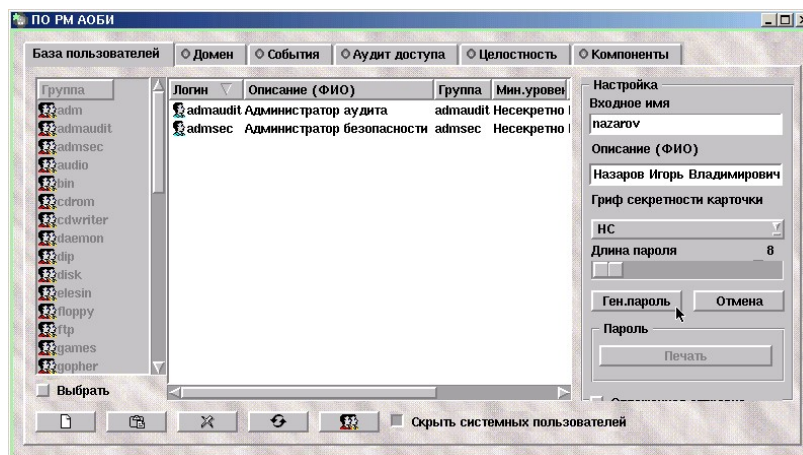 ПО РМ АОБИ
База пользователей Домен События Аудит доступа Целостность Компоненты
Группа
adm
admaudit
admsec
audio
bin
cdrom
cdwriter
daemon
dip
disk
elesin
floppy
ftp
games
gopher
Выбрать
Логин Описание (ФИО) Группа Мин.уровен
admaudit Администратор аудита admaudit Несекретно
admsec Администратор безопасности admsec Несекретно
Настройка
Входное имя
nazarov
Описание (ФИО)
Назаров Игорь Владимирович
Гриф секретности карточки
НС
Длина пароля 8
Ген.пароль Отмена
Пароль
Печать
Скрыть системных пользователей